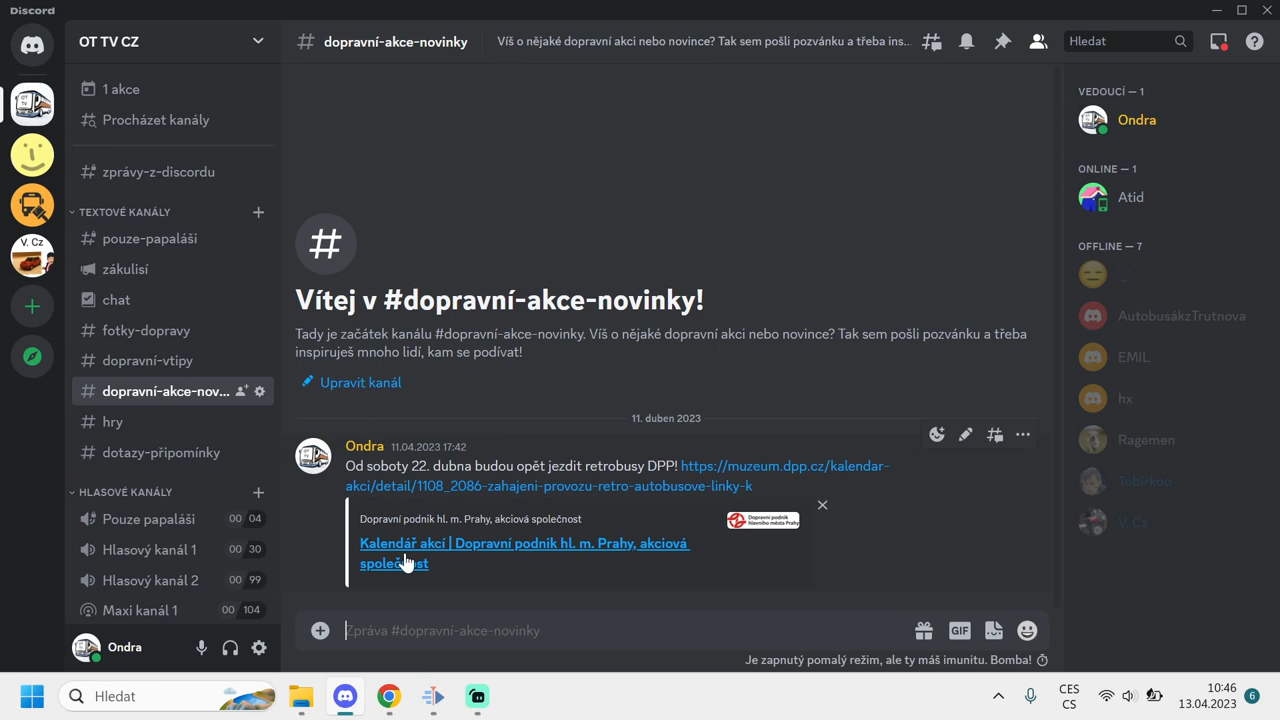 Discord
OT TV CZ
1 akce
Procházet kanály
zprávy-z-discordu
TEXTOVÉ KANÁLY
pouze-papaláši
zákulisí
chat
fotky-dopravy
dopravní-vtipy
dopravní-akce-nov...
hry
dotazy-připomínky
HLASOVÉ KANÁLY
Pouze papaláši 00 04
Hlasový kanál 1 00 30
Hlasový kanál 2 00 99
Maxi kanál 1 00 104
Ondra
V. Cz
dopravní-akce-novinky
Víš o nějaké dopravní akci nebo novince? Tak sem pošli pozvánku a třeba ins...
Hledat
Vítej v #dopravní-akce-novinky!
Tady je začátek kanálu #dopravní-akce-novinky. Víš o nějaké dopravní akci nebo novince? Tak sem pošli pozvánku a třeba
inspiruješ mnoho lidí, kam se podívat!
Upravit kanál
11. duben 2023
Ondra 11.04.2023 17:42
Od soboty 22. dubna budou opět jezdit retrobusy DPP! https://muzeum.dpp.cz/kalendar-
akci/detail/1108_2086-zahajeni-provozu-retro-autobusove-linky-k
Dopravní podnik hl. m. Prahy, akciová společnost
Dopravní podnik
hlavního města Prahy
Kalendář akcí | Dopravní podnik hl. m. Prahy, akciová
společnost
Zpráva #dopravní-akce-novinky
GIF
Je zapnutý pomalý režim, ale ty máš imunitu. Bomba!
VEDOUCÍ — 1
Ondra
ONLINE — 1
Atid
OFFLINE — 7
AutobusákzTrutnova
EMIL
hx
Ragemen
Tobirkoo
V. Cz
Hledat
CES
CS
10:46
13.04.2023
6